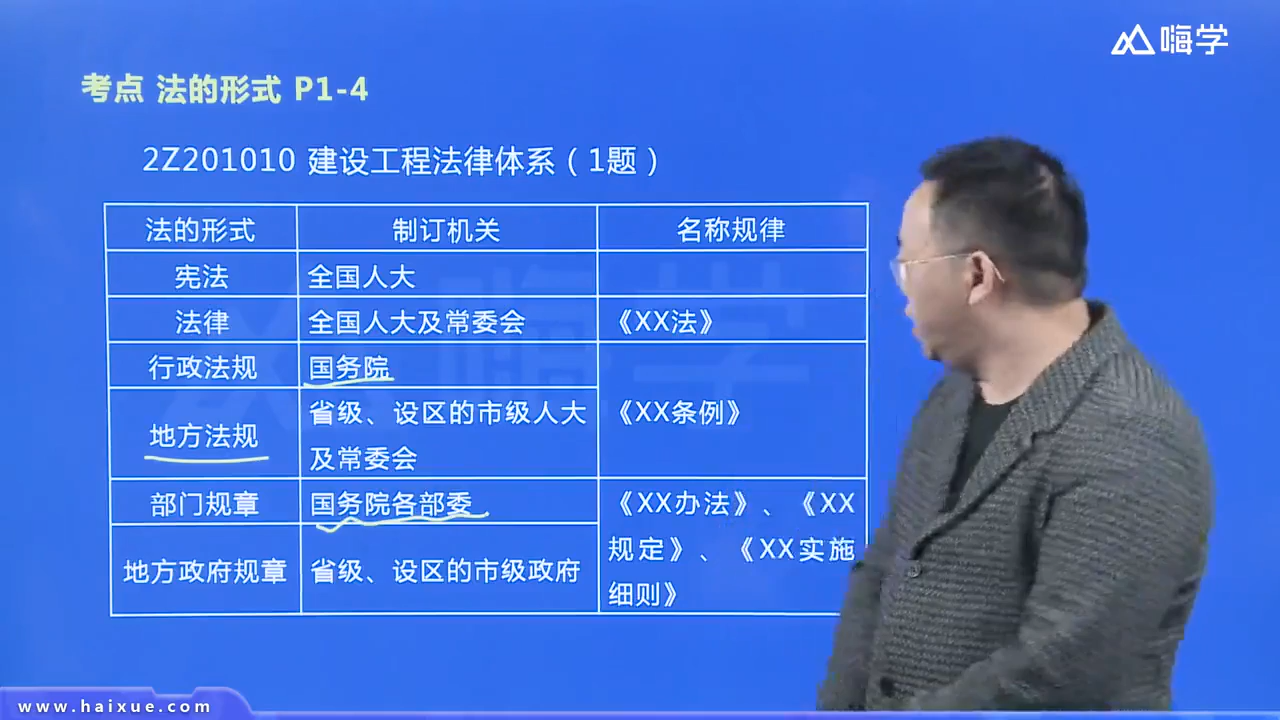 嗨学
考点 法的形式 P1-4
2Z201010 建设工程法律体系（1题）
法的形式 制订机关 名称规律
宪法 全国人大
法律 全国人大及常委会 《XX法》
行政法规 国务院
地方法规 省级、设区的市级人大
及常委会
《XX条例》
部门规章 国务院各部委
地方政府规章 省级、设区的市级政府
《XX办法》、《XX
规定》、《XX实施
细则》
www.haixue.com